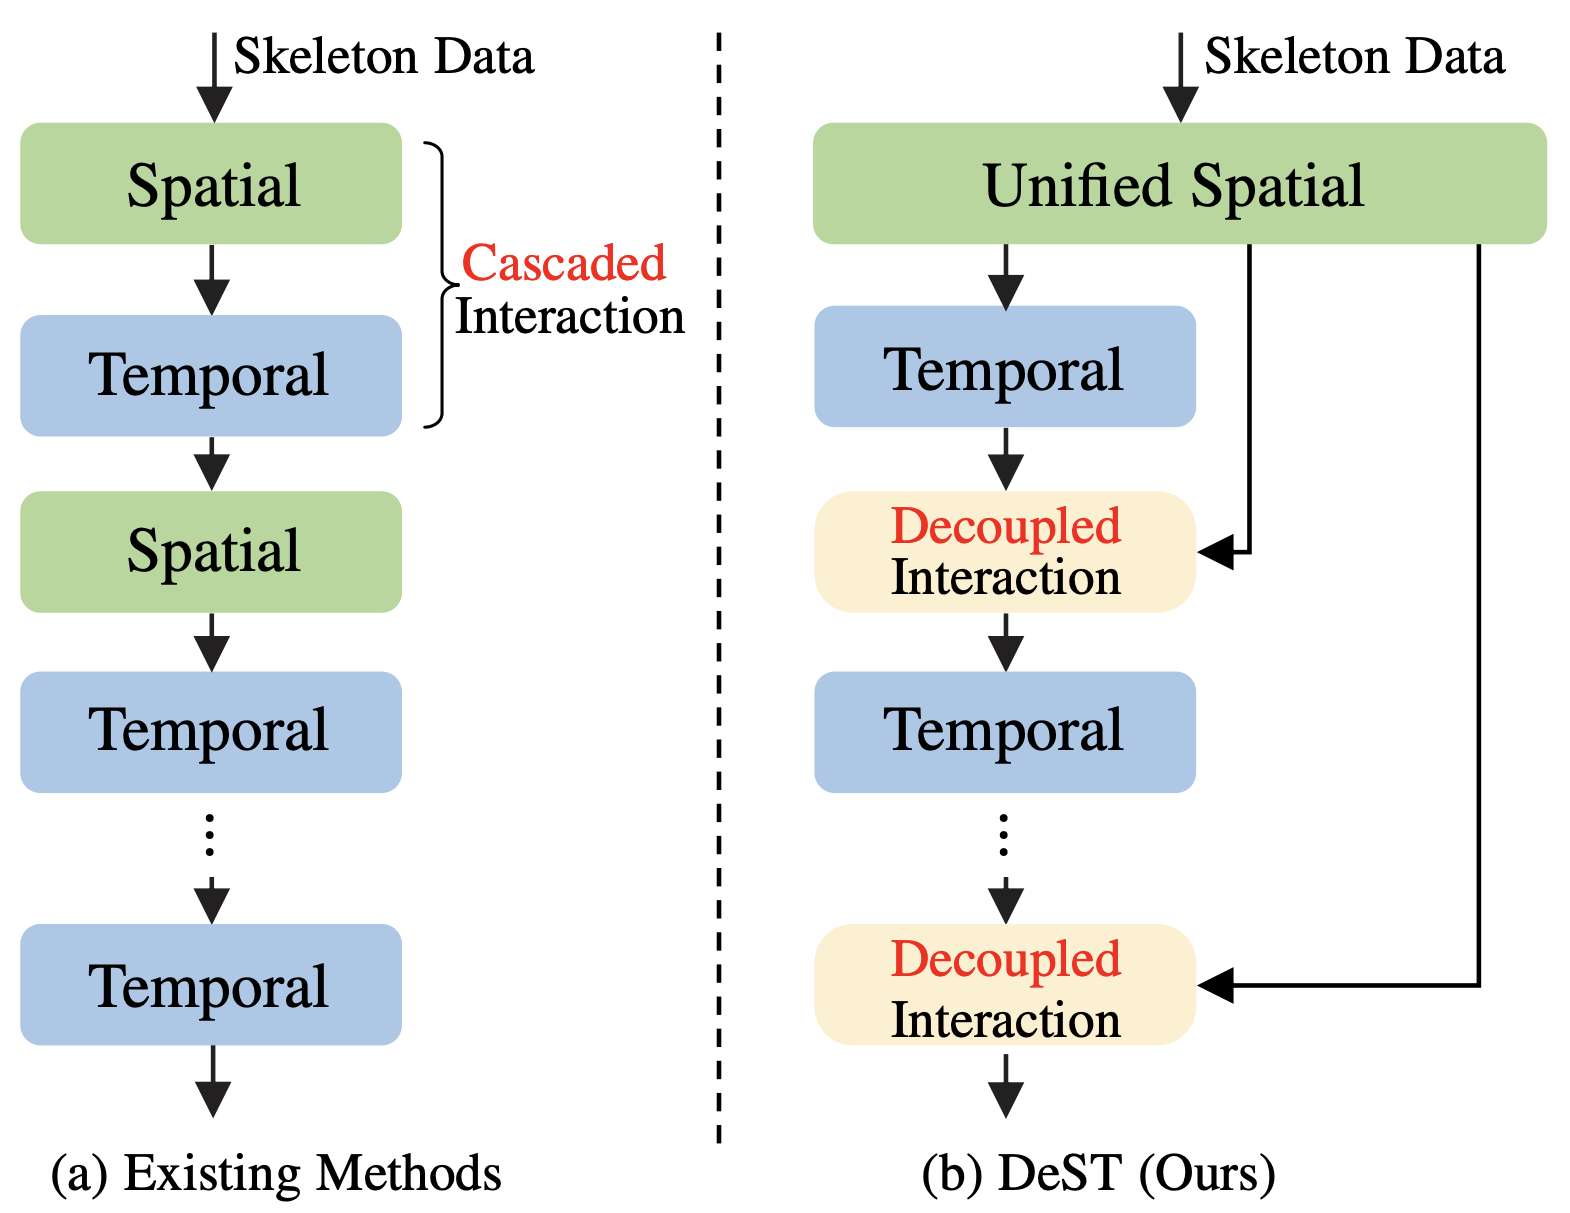 Skeleton Data
Spatial
Temporal
Cascaded
Interaction
Spatial
Temporal
Temporal
(a) Existing Methods
Skeleton Data
Unified Spatial
Temporal
Decoupled
Interaction
Temporal
Decoupled
Interaction
(b) DeST (Ours)